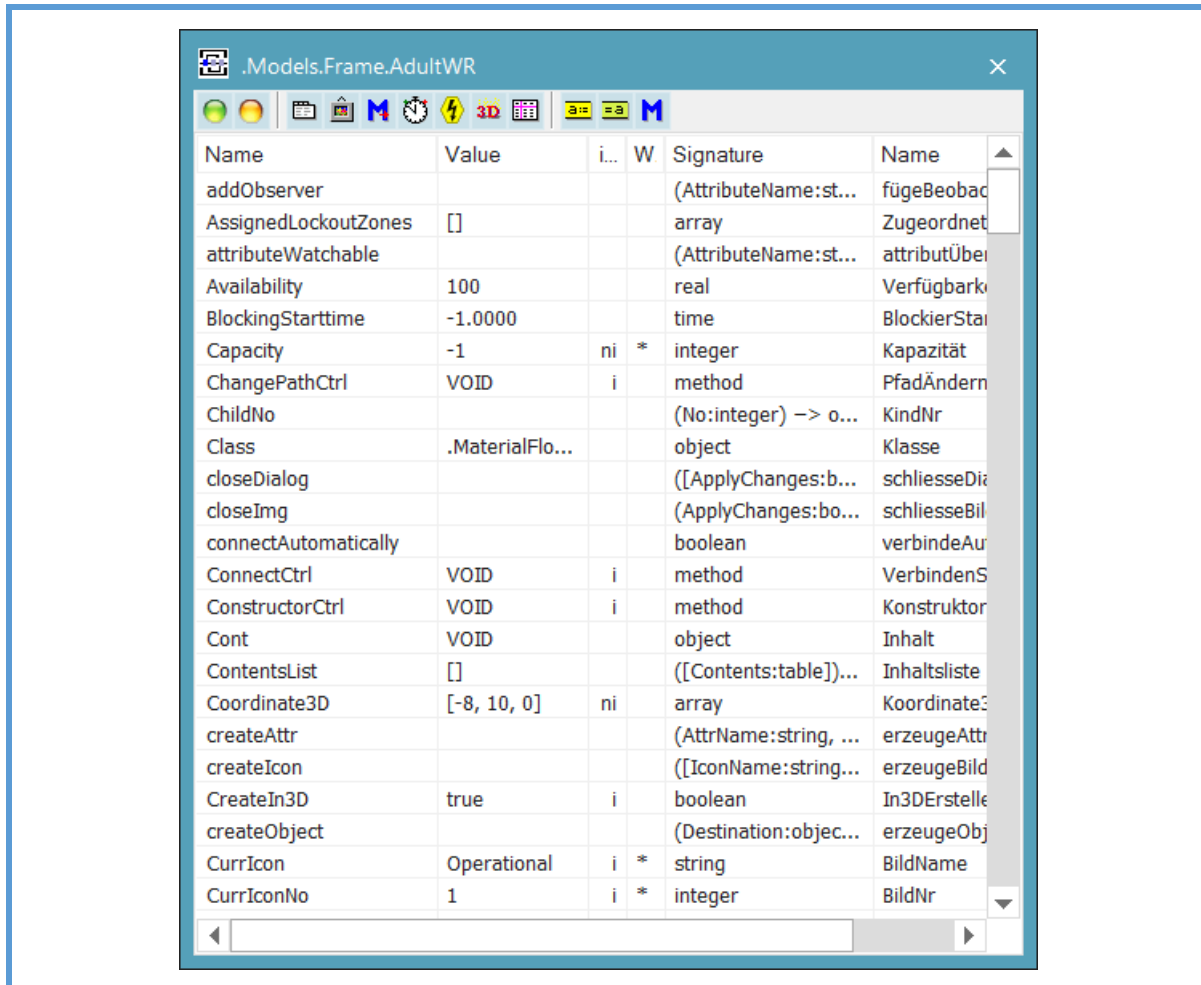 .Models.Frame.AdultWR
3D a:= =a M
Name Value i... W Signature Name
addObserver (AttributeName:st... fügeBeobac
AssignedLockoutZones [] array Zugeordnet
attributeWatchable (AttributeName:st... attributÜber
Availability 100 real Verfügbarke
BlockingStarttime -1.0000 time BlockierStar
Capacity -1 ni * integer Kapazität
ChangePathCtrl VOID i method PfadÄndern
ChildNo (No:integer) −> o... KindNr
Class .MaterialFlo... object Klasse
closeDialog ([ApplyChanges:b... schliesseDia
closeImg (ApplyChanges:bo... schliesseBil
connectAutomatically boolean verbindeAut
ConnectCtrl VOID i method VerbindenS
ConstructorCtrl VOID i method Konstruktor
Cont VOID object Inhalt
ContentsList [] ([Contents:table])... Inhaltsliste
Coordinate3D [-8, 10, 0] ni array Koordinate3
createAttr (AttrName:string, ... erzeugeAttr
createIcon ([IconName:string... erzeugeBild
CreateIn3D true i boolean In3DErstelle
createObject (Destination:objec... erzeugeObj
CurrIcon Operational i * string BildName
CurrIconNo 1 i * integer BildNr